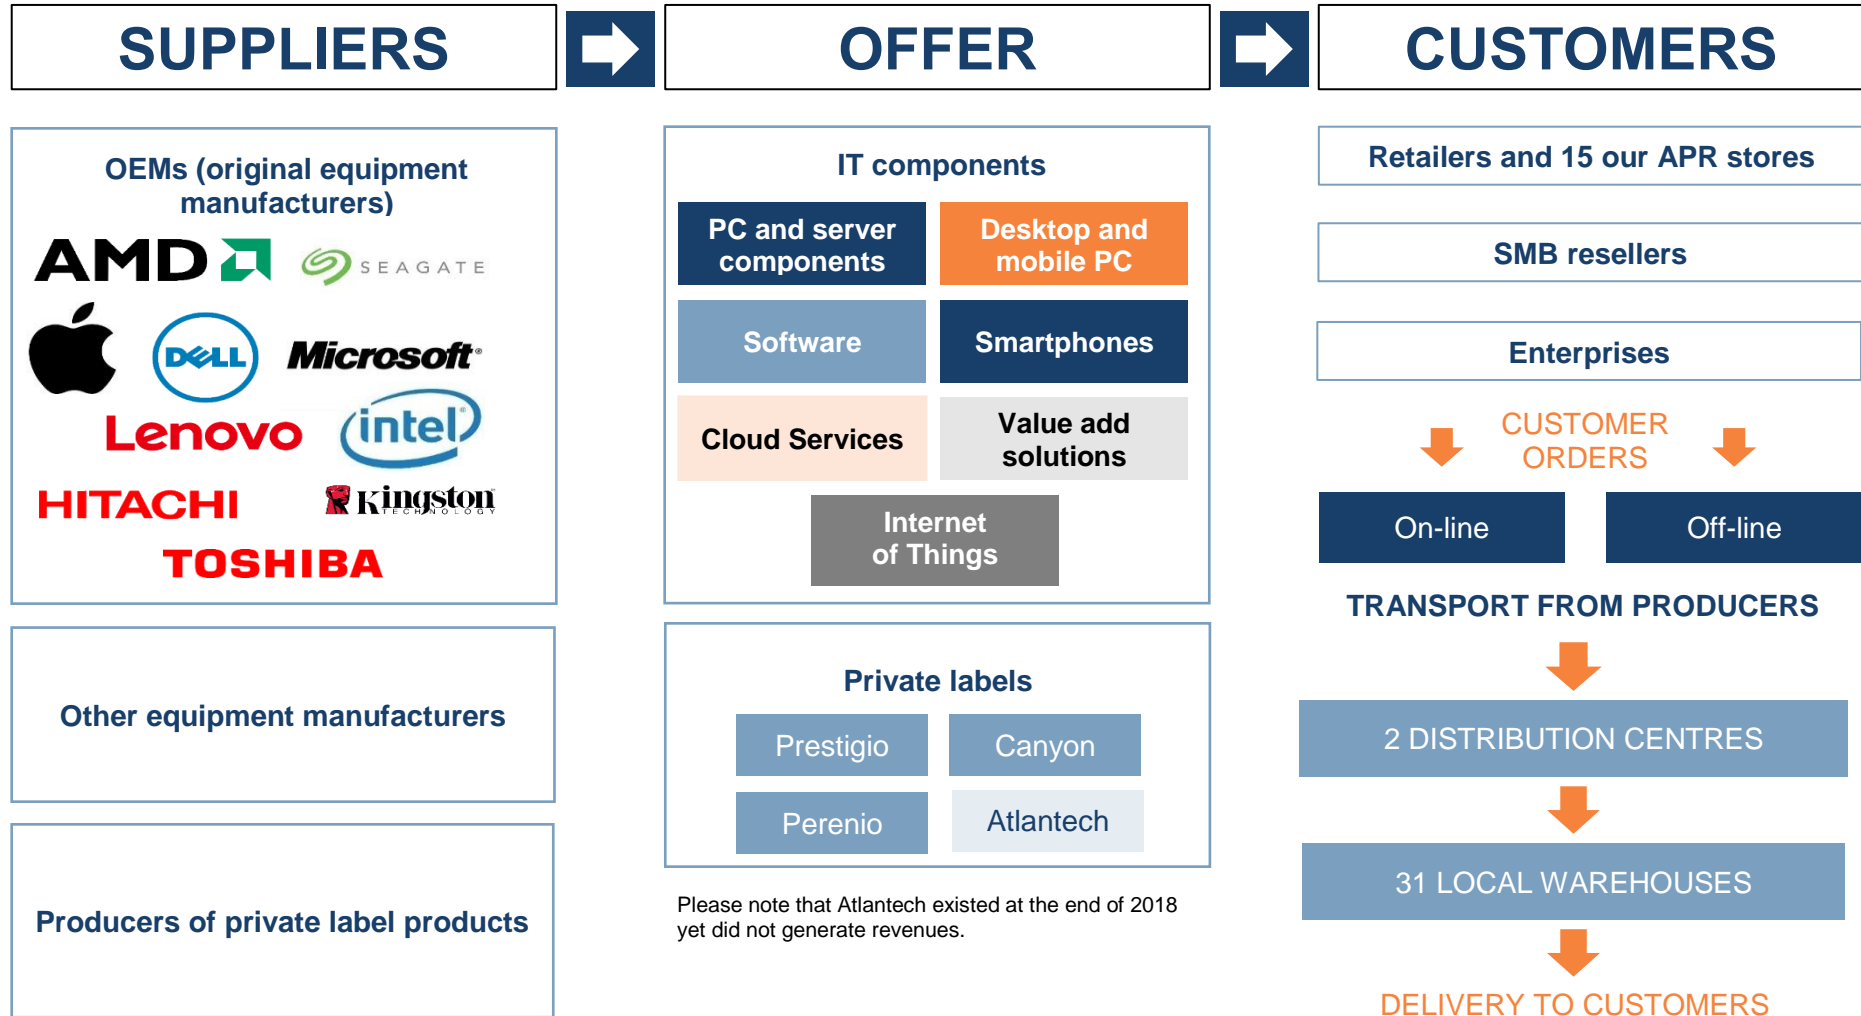 SUPPLIERS
OFFER
CUSTOMERS
OEMs (original equipment
manufacturers)
AMD
SEAGATE
DELL
Microsoft
Lenovo
intel
HITACHI
Kingston
TECHNOLOGY
TOSHIBA
Other equipment manufacturers
Producers of private label products
IT components
PC and server
components
Desktop and
mobile PC
Software
Smartphones
Cloud Services
Value add
solutions
Internet
of Things
Private labels
Prestigio
Canyon
Perenio
Atlantech
Please note that Atlantech existed at the end of 2018
yet did not generate revenues.
Retailers and 15 our APR stores
SMB resellers
Enterprises
CUSTOMER
ORDERS
On-line
Off-line
TRANSPORT FROM PRODUCERS
2 DISTRIBUTION CENTRES
31 LOCAL WAREHOUSES
DELIVERY TO CUSTOMERS